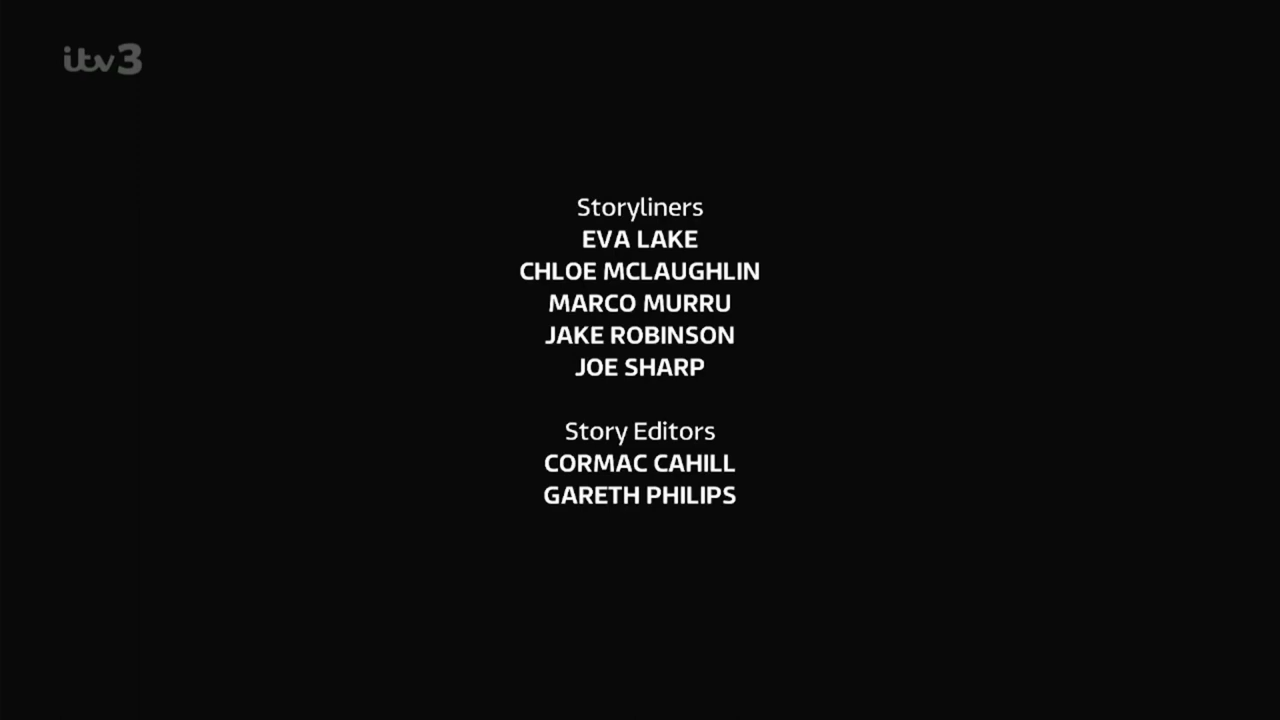 itv3
Storyliners
EVA LAKE
CHLOE MCLAUGHLIN
MARCO MURRU
JAKE ROBINSON
JOE SHARP
Story Editors
CORMAC CAHILL
GARETH PHILIPS